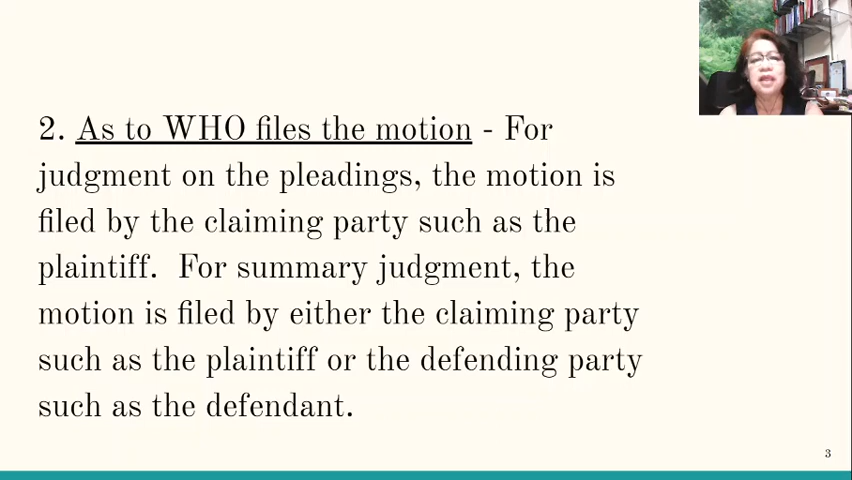 2. As to WHO files the motion - For
judgment on the pleadings, the motion is
filed by the claiming party such as the
plaintiff.  For summary judgment, the
motion is filed by either the claiming party
such as the plaintiff or the defending party
such as the defendant.
3